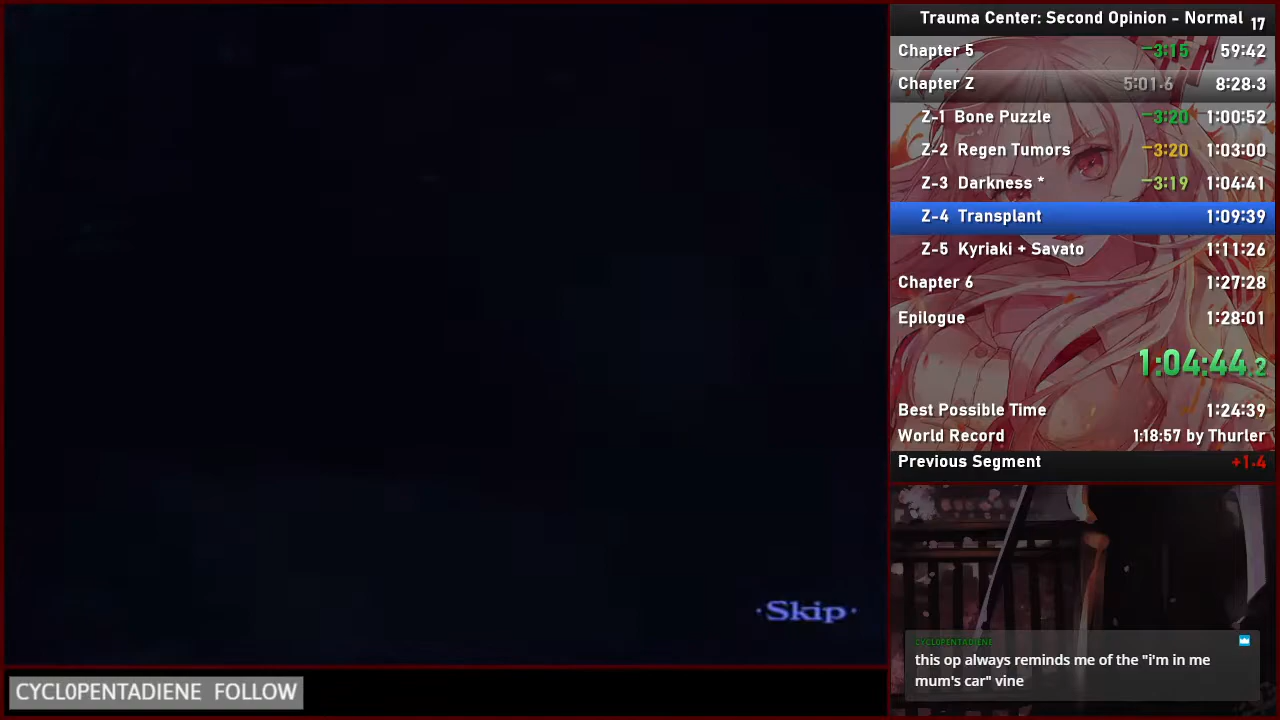 Trauma Center: Second Opinion - Normal 17
Chapter 5 -3:15 59:42
Chapter Z 5:01.6 8:28.3
Z-1 Bone Puzzle -3:20 1:00:52
Z-2 Regen Tumors -3:20 1:03:00
Z-3 Darkness * -3:19 1:04:41
Z-4 Transplant 1:09:39
Z-5 Kyriaki + Savato 1:11:26
Chapter 6 1:27:28
Epilogue 1:28:01
1:04:44.2
Best Possible Time 1:24:39
World Record 1:18:57 by Thurler
Previous Segment +1.4
·Skip·
CYCL0PENTADIENE
this op always reminds me of the "i'm in me
mum's car" vine
CYCL0PENTADIENE FOLLOW